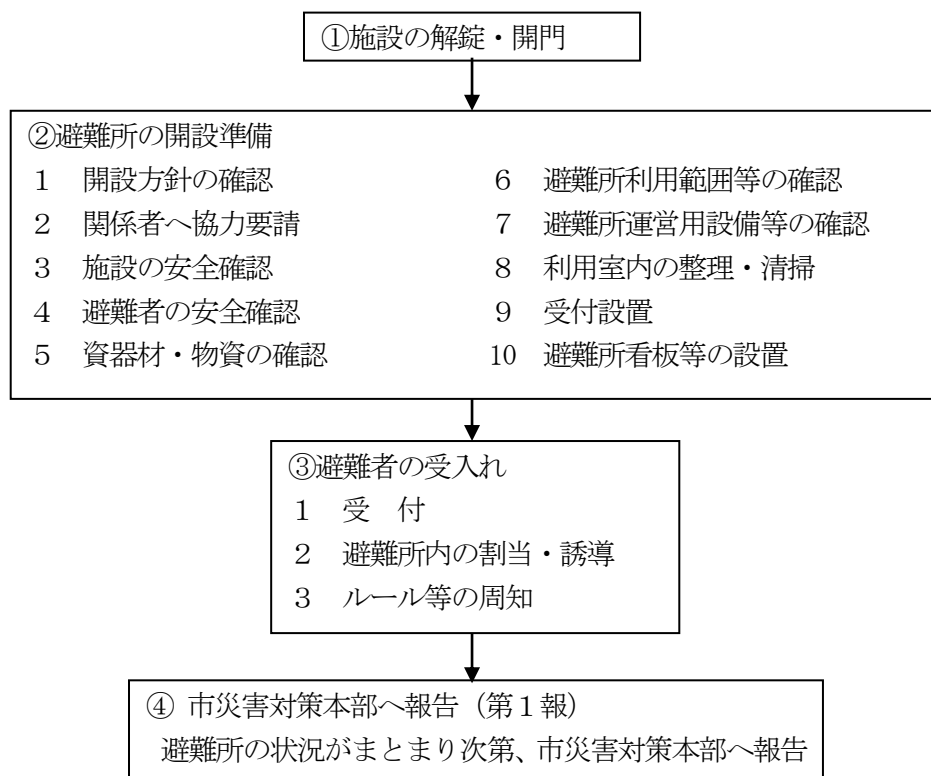 ①施設の解錠・開門
②避難所の開設準備
1 開設方針の確認
2 関係者へ協力要請
3 施設の安全確認
4 避難者の安全確認
5 資器材・物資の確認
6 避難所利用範囲等の確認
7 避難所運営用設備等の確認
8 利用室内の整理・清掃
9 受付設置
10 避難所看板等の設置
③避難者の受入れ
1 受 付
2 避難所内の割当・誘導
3 ルール等の周知
④ 市災害対策本部へ報告（第1報）
避難所の状況がまとまり次第、市災害対策本部へ報告